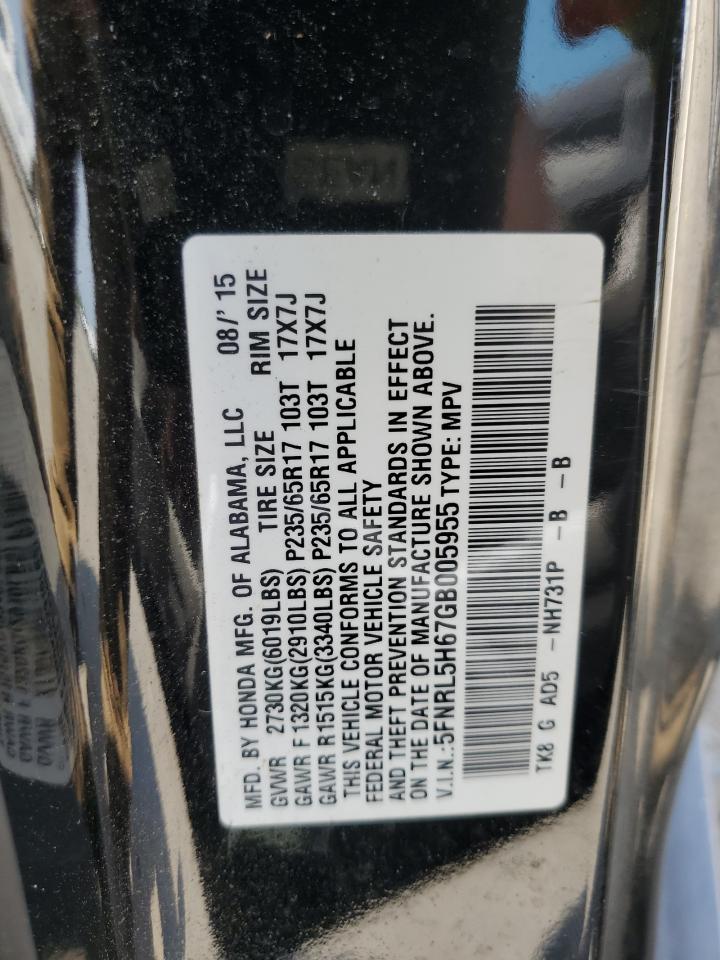 MFD. BY HONDA MFG. OF ALABAMA, LLC 08/' 15
GVWR 2730KG(6019LBS) TIRE SIZE RIM SIZE
GAWR F1320KG(2910LBS) P235/65R17 103T 17X7J
GAWR R1515KG(3340LBS) P235/65R17 103T 17X7J
THIS VEHICLE CONFORMS TO ALL APPLICABLE
FEDERAL MOTOR VEHICLE SAFETY
AND THEFT PREVENTION STANDARDS IN EFFECT
ON THE DATE OF MANUFACTURE SHOWN ABOVE.
V.I.N.:5FNRL5H67GB005955 TYPE: MPV
TK8 G AD5 -NH731P -B -B